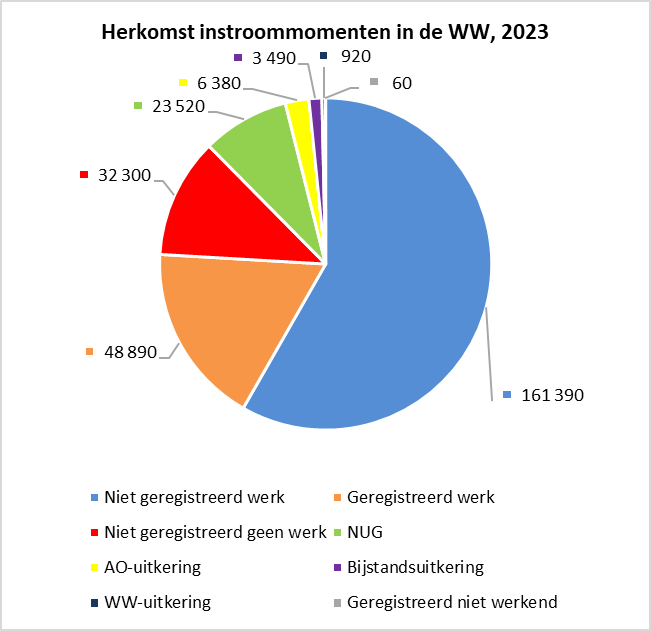 Herkomst instroommomenten in de WW, 2023
3 490
920
6 380
60
23 520
32 300
48 890
161 390
Niet geregistreerd werk
Geregistreerd werk
Niet geregistreerd geen werk
NUG
AO-uitkering
Bijstandsuitkering
WW-uitkering
Geregistreerd niet werkend